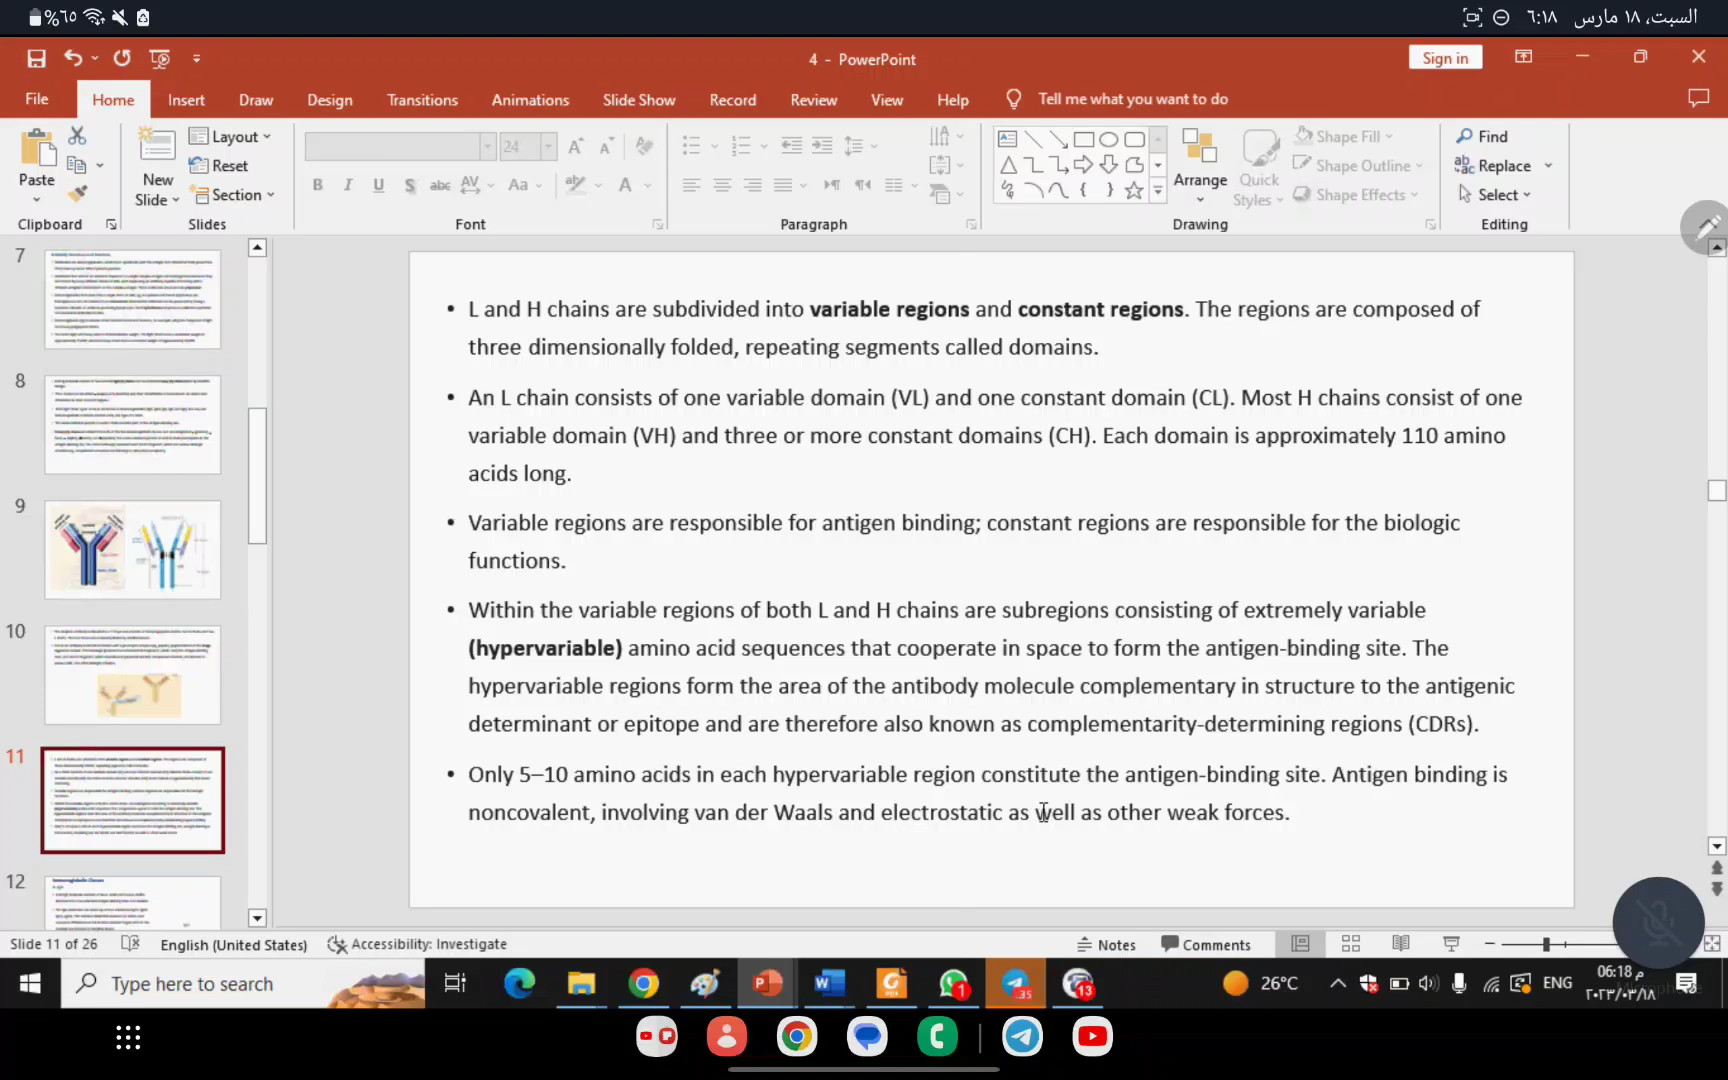 %٦٥
السبت، ١٨ مارس ٦:١٨
4 - PowerPoint
Sign in
File Home Insert Draw Design Transitions Animations Slide Show Record Review View Help Tell me what you want to do
Paste
Clipboard
New Slide
Layout
Reset
Section
Slides
24
B I U S abc AV Aa A
Font
Paragraph
Arrange
Quick Styles
Shape Fill
Shape Outline
Shape Effects
Drawing
Find
Replace
Select
Editing
7
8
9
10
11
12
• L and H chains are subdivided into variable regions and constant regions. The regions are composed of
three dimensionally folded, repeating segments called domains.
• An L chain consists of one variable domain (VL) and one constant domain (CL). Most H chains consist of one
variable domain (VH) and three or more constant domains (CH). Each domain is approximately 110 amino
acids long.
• Variable regions are responsible for antigen binding; constant regions are responsible for the biologic
functions.
• Within the variable regions of both L and H chains are subregions consisting of extremely variable
(hypervariable) amino acid sequences that cooperate in space to form the antigen-binding site. The
hypervariable regions form the area of the antibody molecule complementary in structure to the antigenic
determinant or epitope and are therefore also known as complementarity-determining regions (CDRs).
• Only 5–10 amino acids in each hypervariable region constitute the antigen-binding site. Antigen binding is
noncovalent, involving van der Waals and electrostatic as well as other weak forces.
Slide 11 of 26 English (United States) Accessibility: Investigate Notes Comments
Type here to search
1
35
13
26°C
ENG
06:18 م
٢٠٢٣/٠٣/١٨